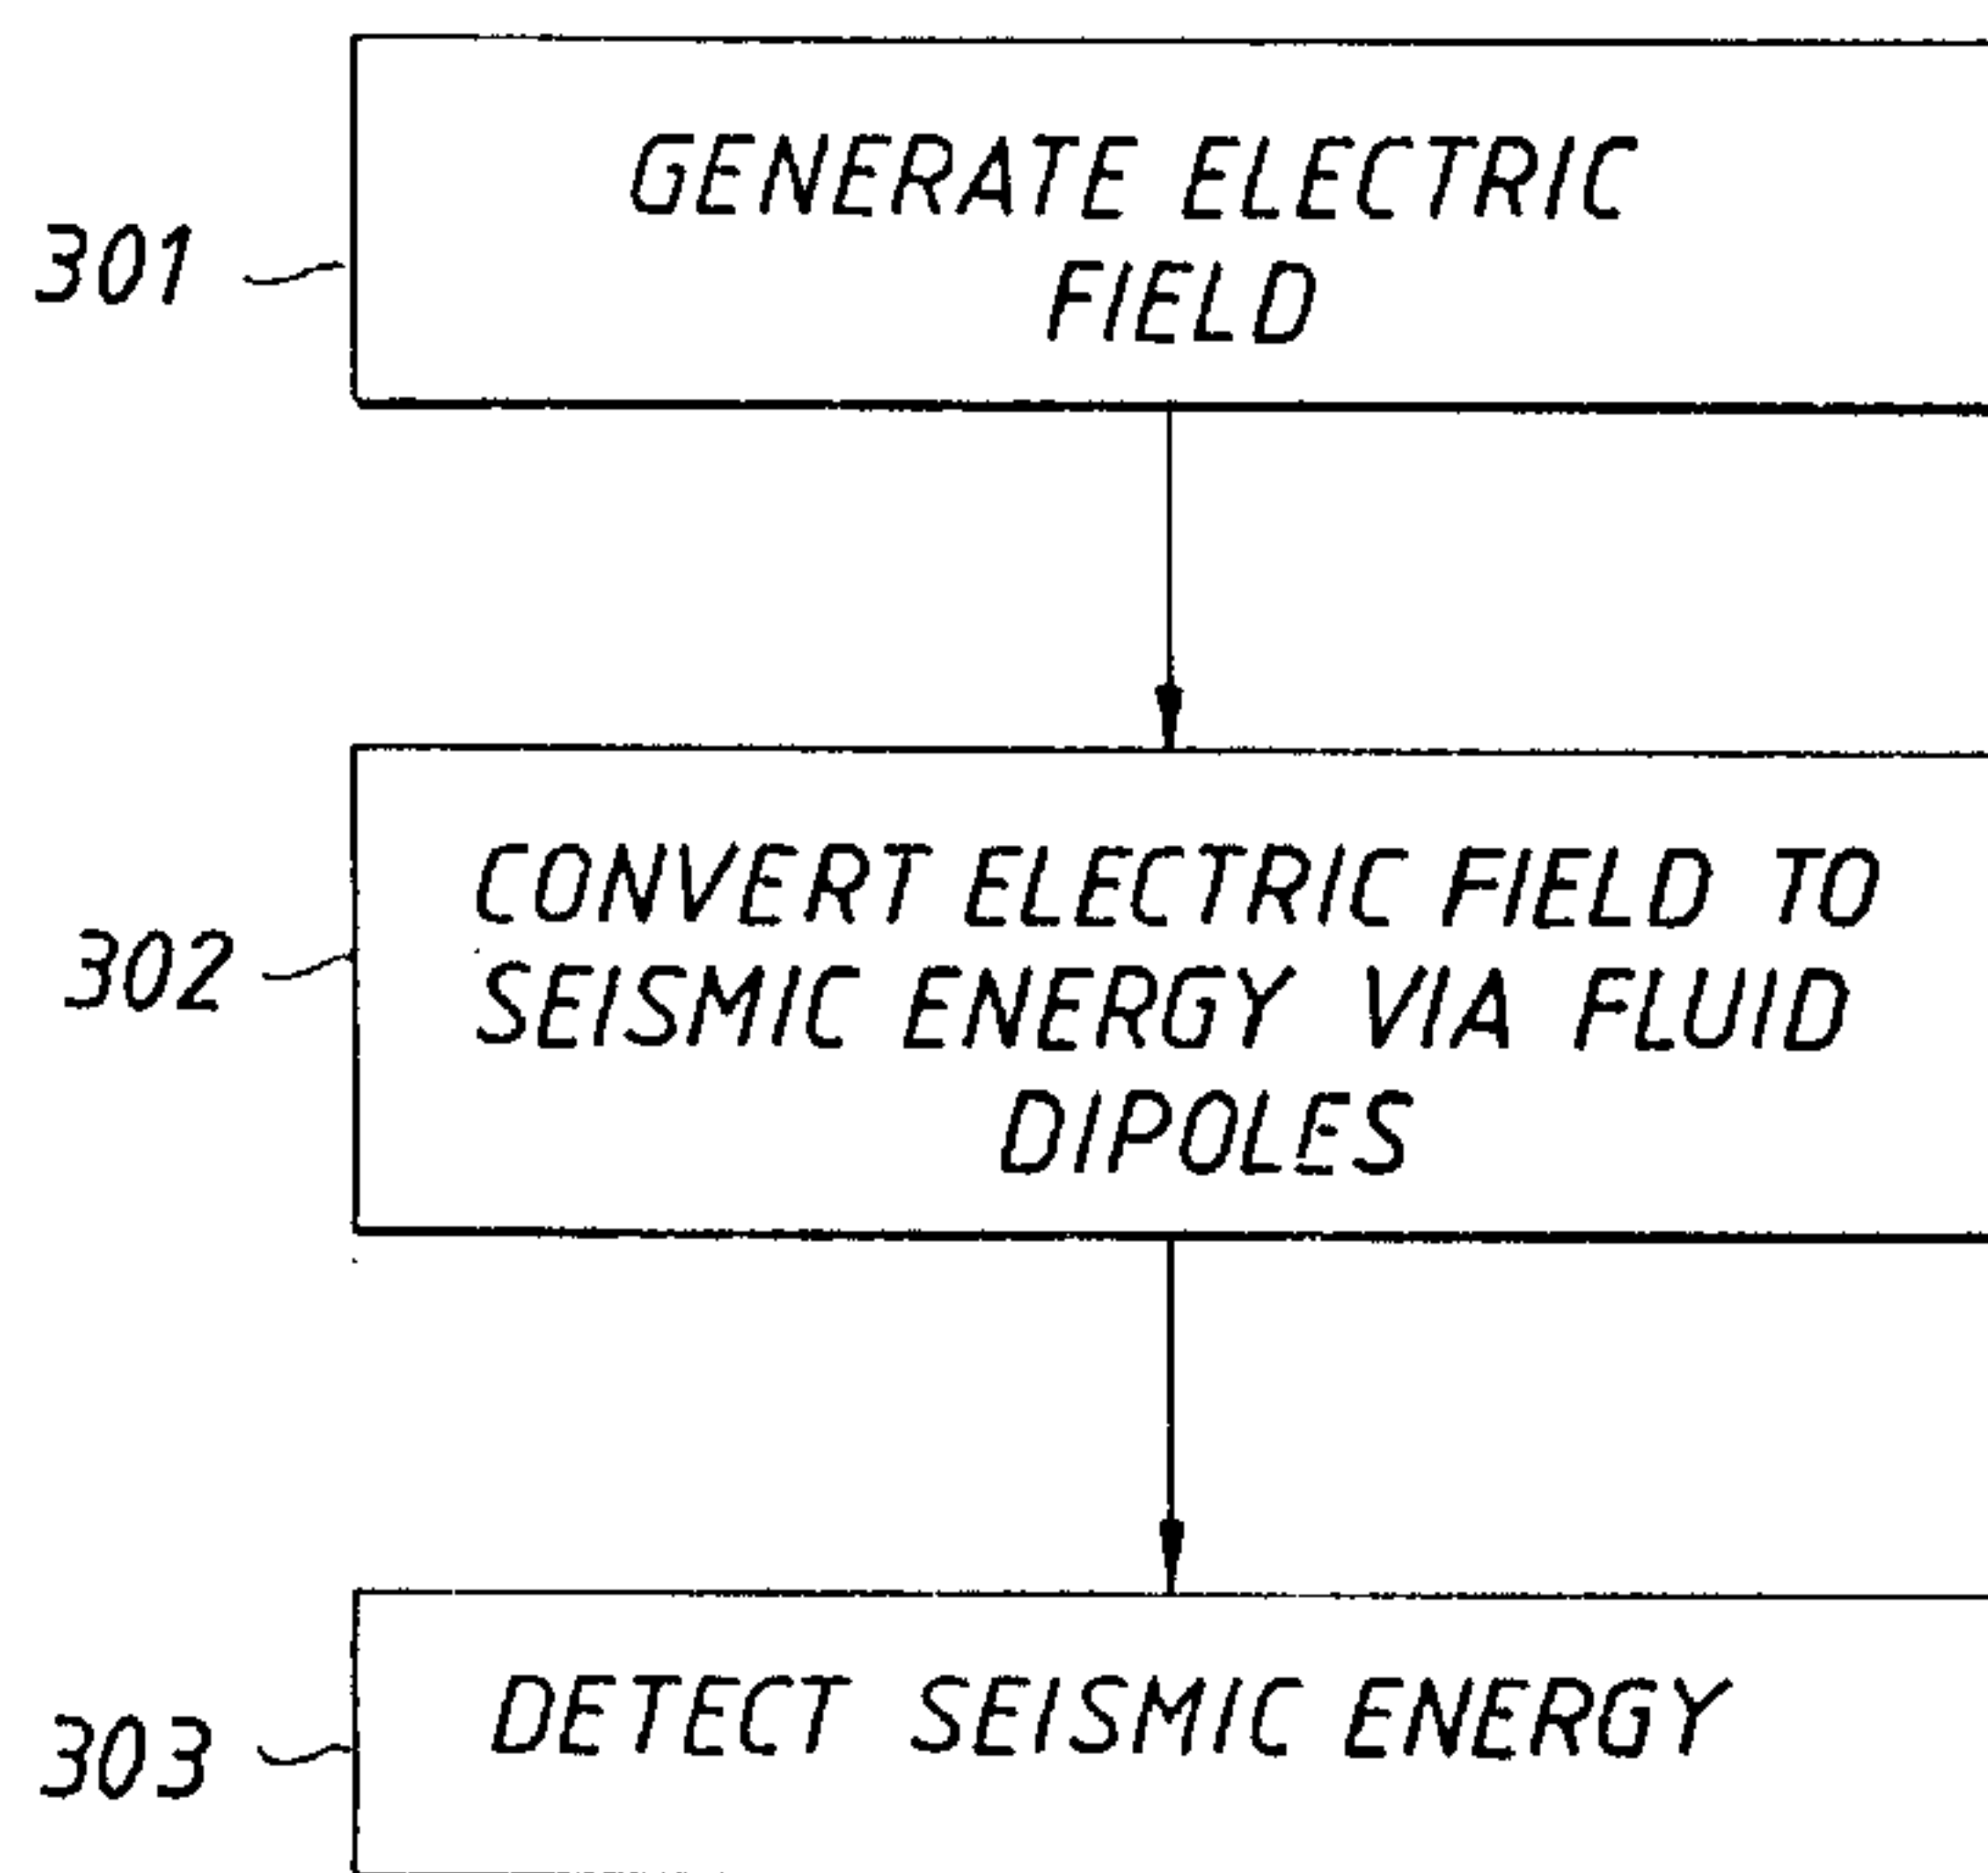 GENERATE ELECTRIC
FIELD
301
CONVERT ELECTRIC FIELD TO
SEISMIC ENERGY VIA FLUID
DIPOLES
302
DETECT SEISMIC ENERGY
303